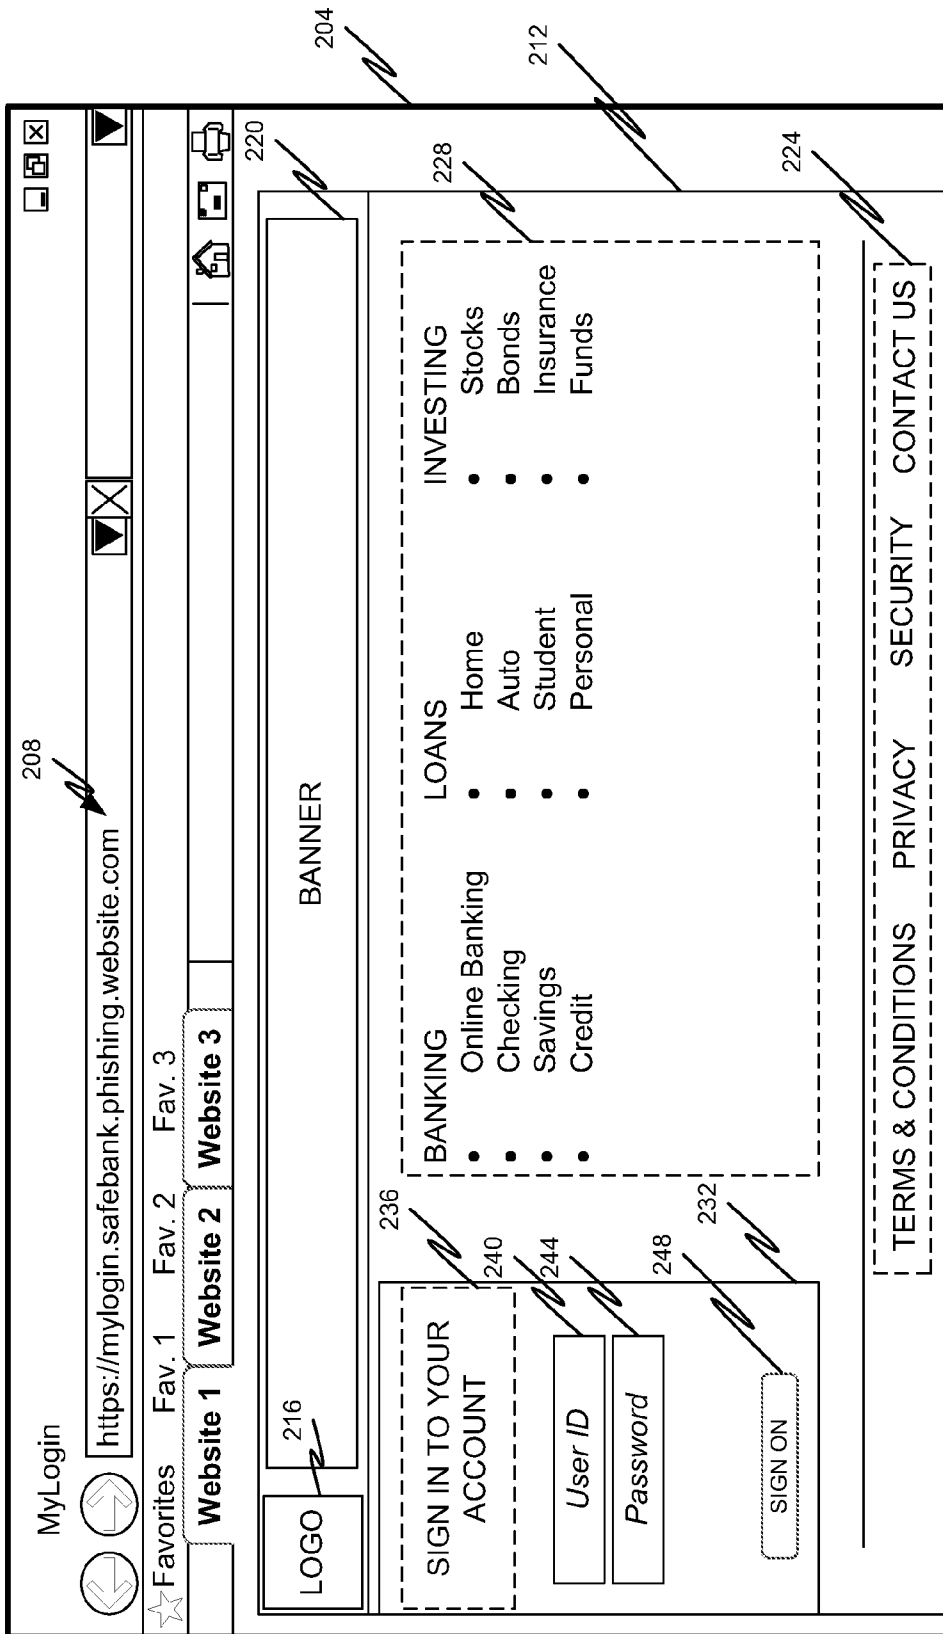 MyLogin
https://mylogin.safebank.phishing.website.com
208
204
Favorites Fav. 1 Fav. 2 Fav. 3
Website 1 Website 2 Website 3
216
220
212
LOGO
BANNER
236
228
SIGN IN TO YOUR
ACCOUNT
240
User ID
244
Password
248
SIGN ON
232
BANKING
• Online Banking
• Checking
• Savings
• Credit
LOANS
• Home
• Auto
• Student
• Personal
INVESTING
• Stocks
• Bonds
• Insurance
• Funds
224
TERMS & CONDITIONS PRIVACY SECURITY CONTACT US